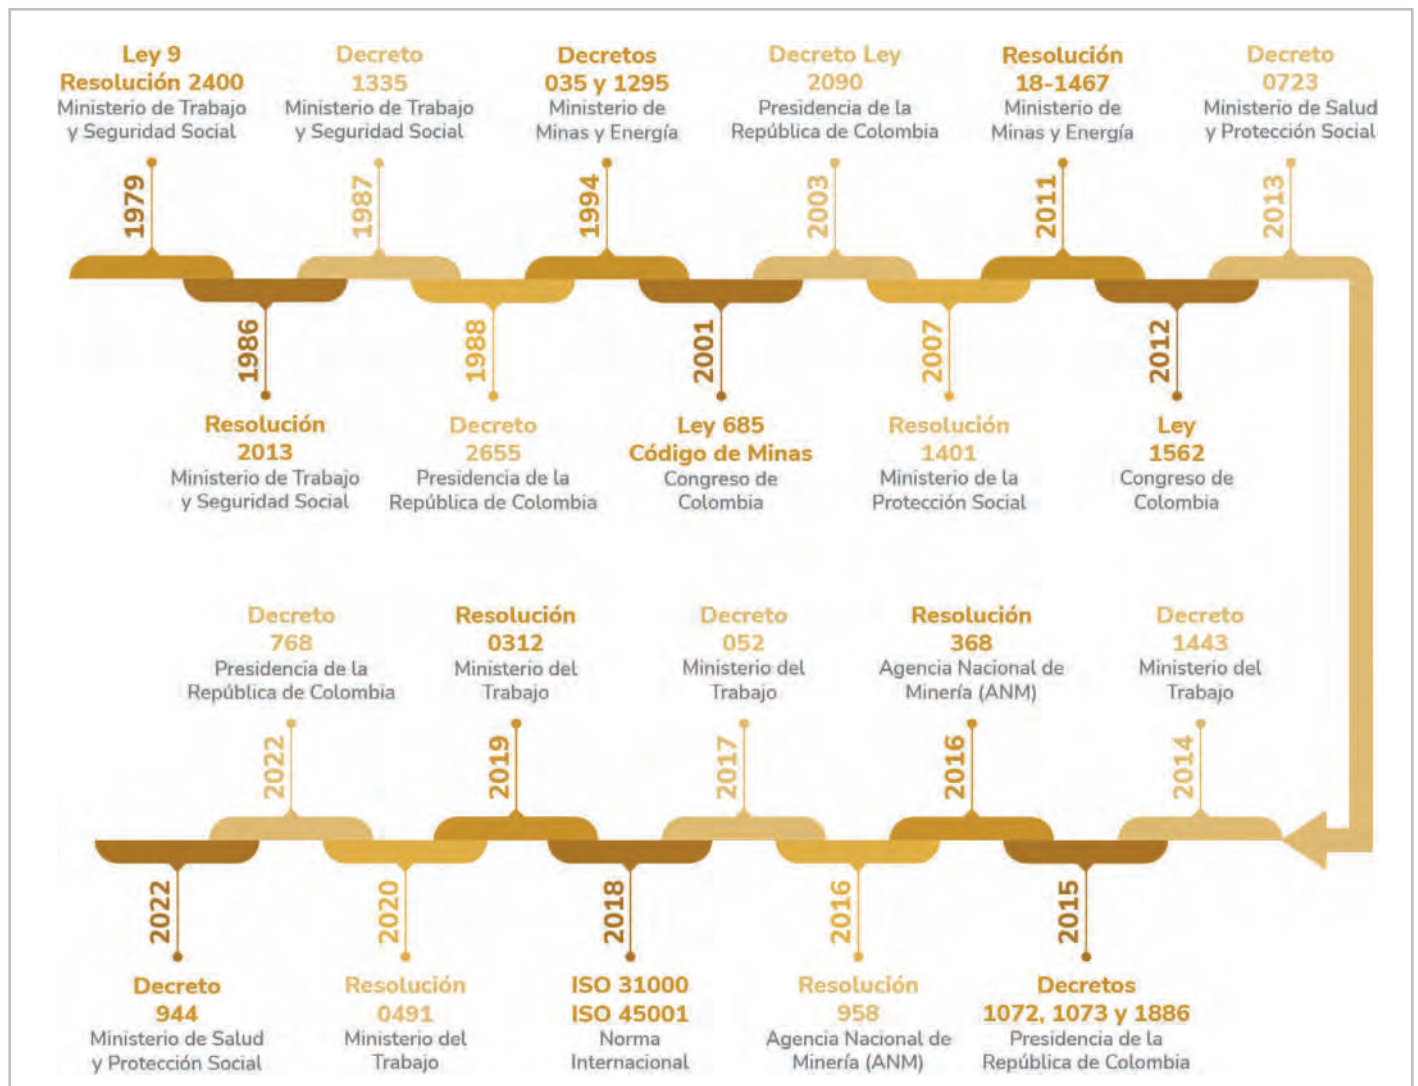 Ley 9
Resolución 2400
Ministerio de Trabajo
y Seguridad Social
1979
Resolución
2013
Ministerio de Trabajo
y Seguridad Social
1986
Decreto
1335
Ministerio de Trabajo
y Seguridad Social
1987
Decreto
2655
Presidencia de la
República de Colombia
1988
Decretos
035 y 1295
Ministerio de
Minas y Energía
1994
Ley 685
Código de Minas
Congreso de
Colombia
2001
Decreto Ley
2090
Presidencia de la
República de Colombia
2003
Resolución
1401
Ministerio de la
Protección Social
2007
Resolución
18-1467
Ministerio de
Minas y Energía
2011
Ley
1562
Congreso de
Colombia
2012
Decreto
0723
Ministerio de Salud
y Protección Social
2013
Decreto
1443
Ministerio del
Trabajo
2014
Decretos
1072, 1073 y 1886
Presidencia de la
República de Colombia
2015
Resolución
368
Agencia Nacional de
Minería (ANM)
2016
Resolución
958
Agencia Nacional de
Minería (ANM)
2016
Decreto
052
Ministerio del
Trabajo
2017
ISO 31000
ISO 45001
Norma
Internacional
2018
Resolución
0312
Ministerio del
Trabajo
2019
Resolución
0491
Ministerio del
Trabajo
2020
Decreto
768
Presidencia de la
República de Colombia
2022
Decreto
944
Ministerio de Salud
y Protección Social
2022